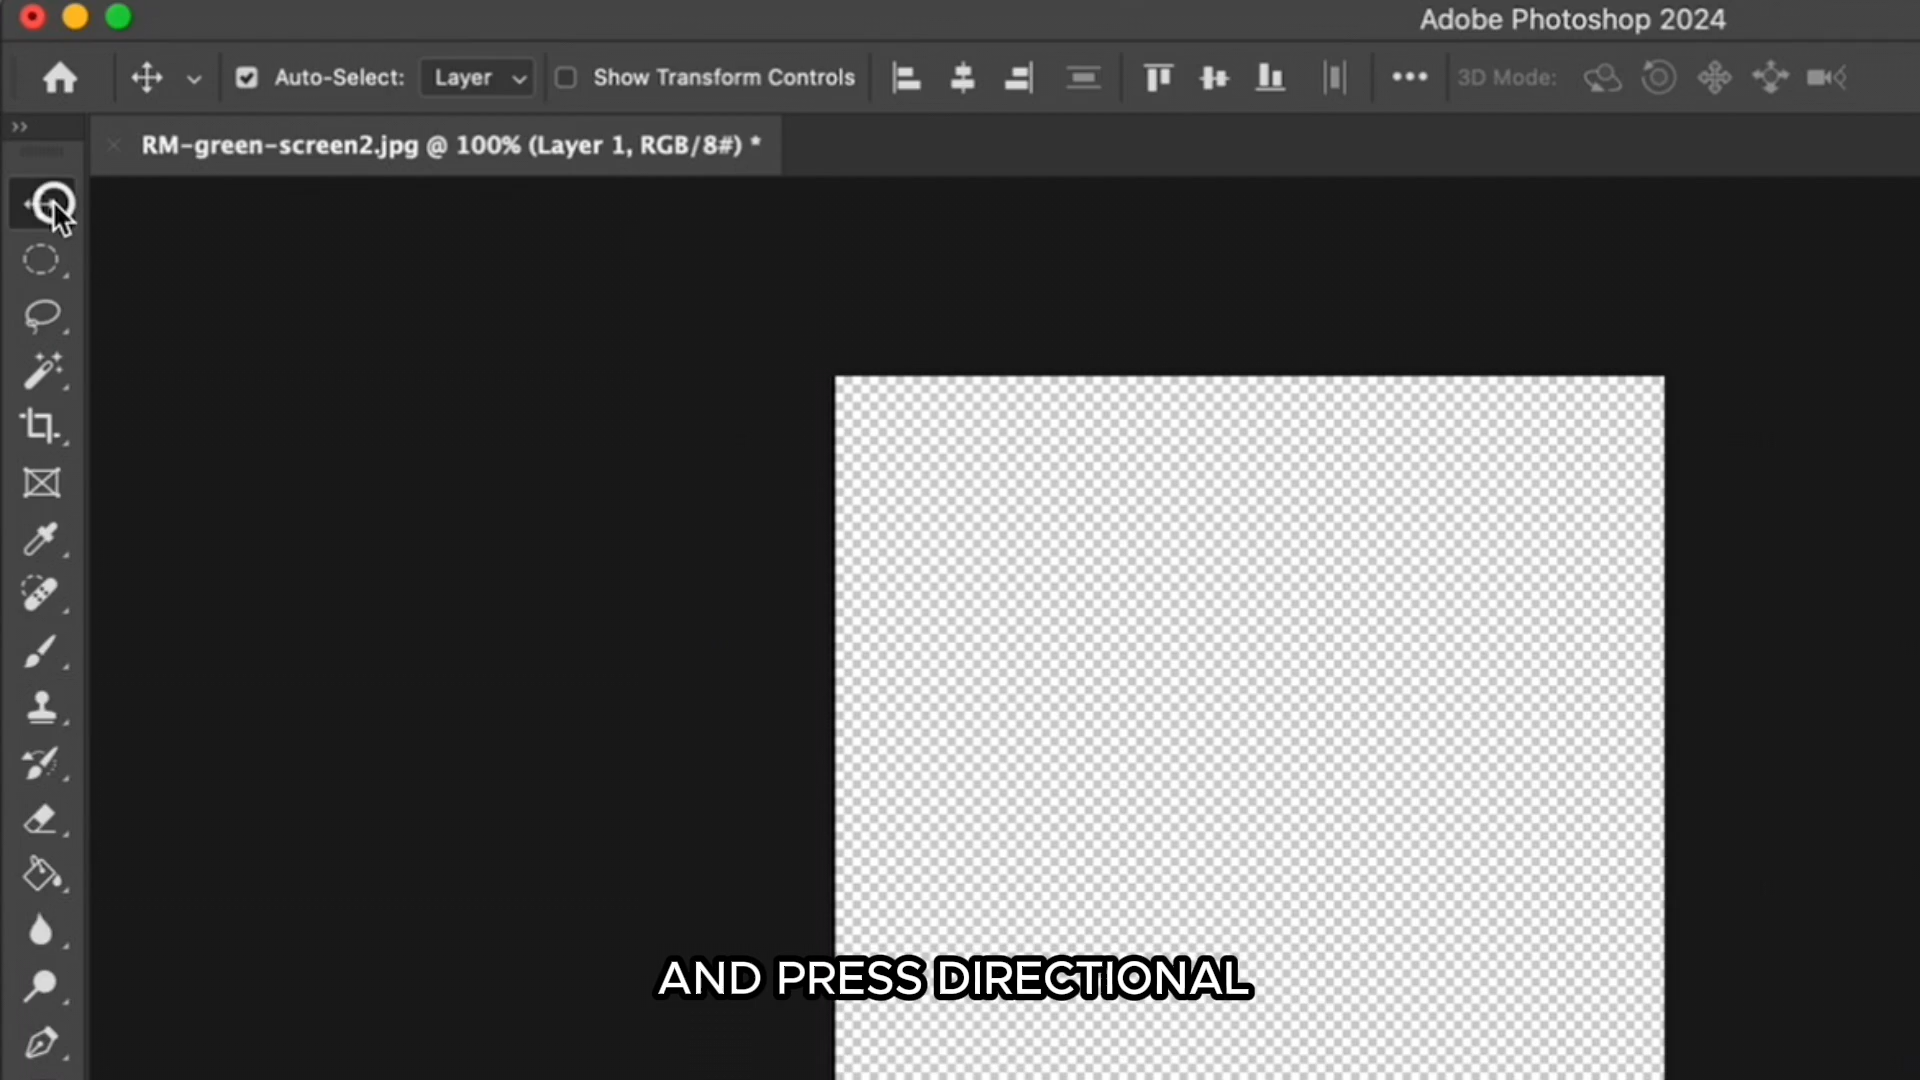 Adobe Photoshop 2024
Auto-Select: Layer Show Transform Controls 3D Mode:
RM-green-screen2.jpg @ 100% (Layer 1, RGB/8#) *
AND PRESS DIRECTIONAL